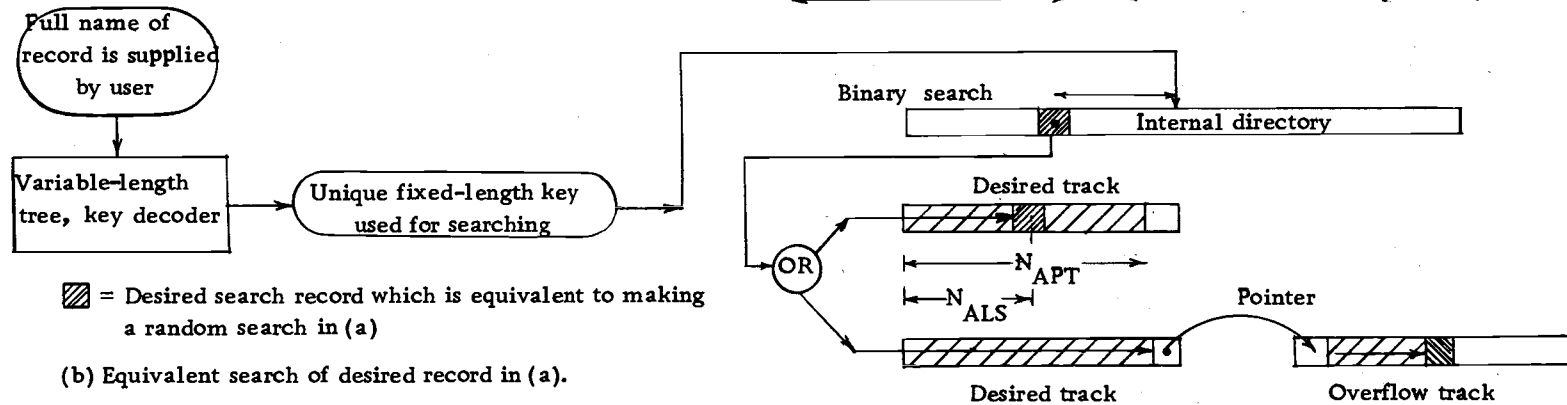 Full name of
record is supplied
by user
Variable-length
tree, key decoder
Unique fixed-length key
used for searching
Binary search
Internal directory
Desired track
OR
N_APT
N_ALS
= Desired search record which is equivalent to making
a random search in (a)
Pointer
Desired track
Overflow track
(b) Equivalent search of desired record in (a).